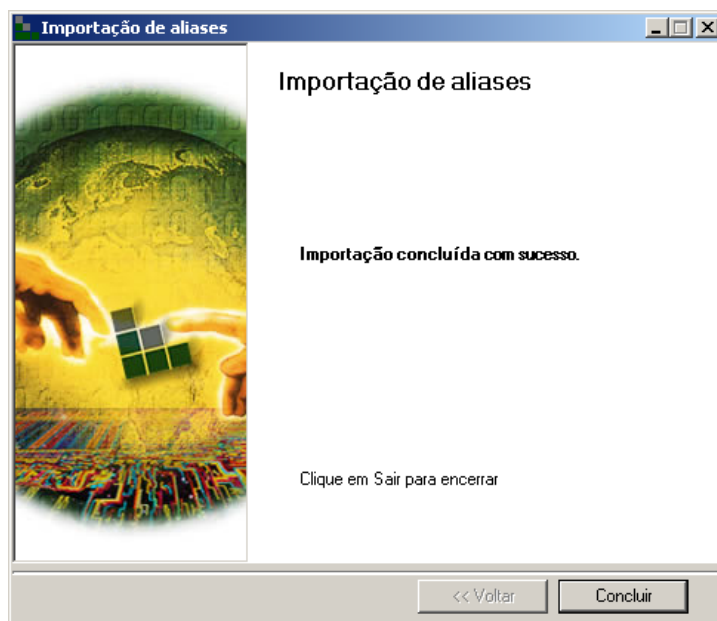 Importação de aliases
Importação de aliases
Importação concluída com sucesso.
Clique em Sair para encerrar
<< Voltar
Concluir